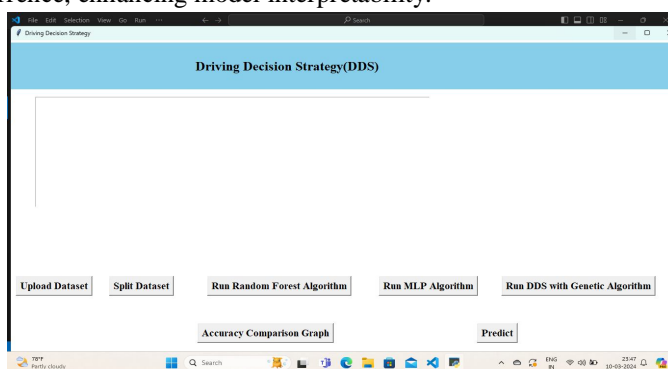 rence, enhancing model interpretability.
File Edit Selection View Go Run ··· Search
Driving Decision Strategy
Driving Decision Strategy(DDS)
Upload Dataset Split Dataset Run Random Forest Algorithm Run MLP Algorithm Run DDS with Genetic Algorithm
Accuracy Comparison Graph Predict
78°F
Partly cloudy
Search
ENG
IN
23:47
10-03-2024